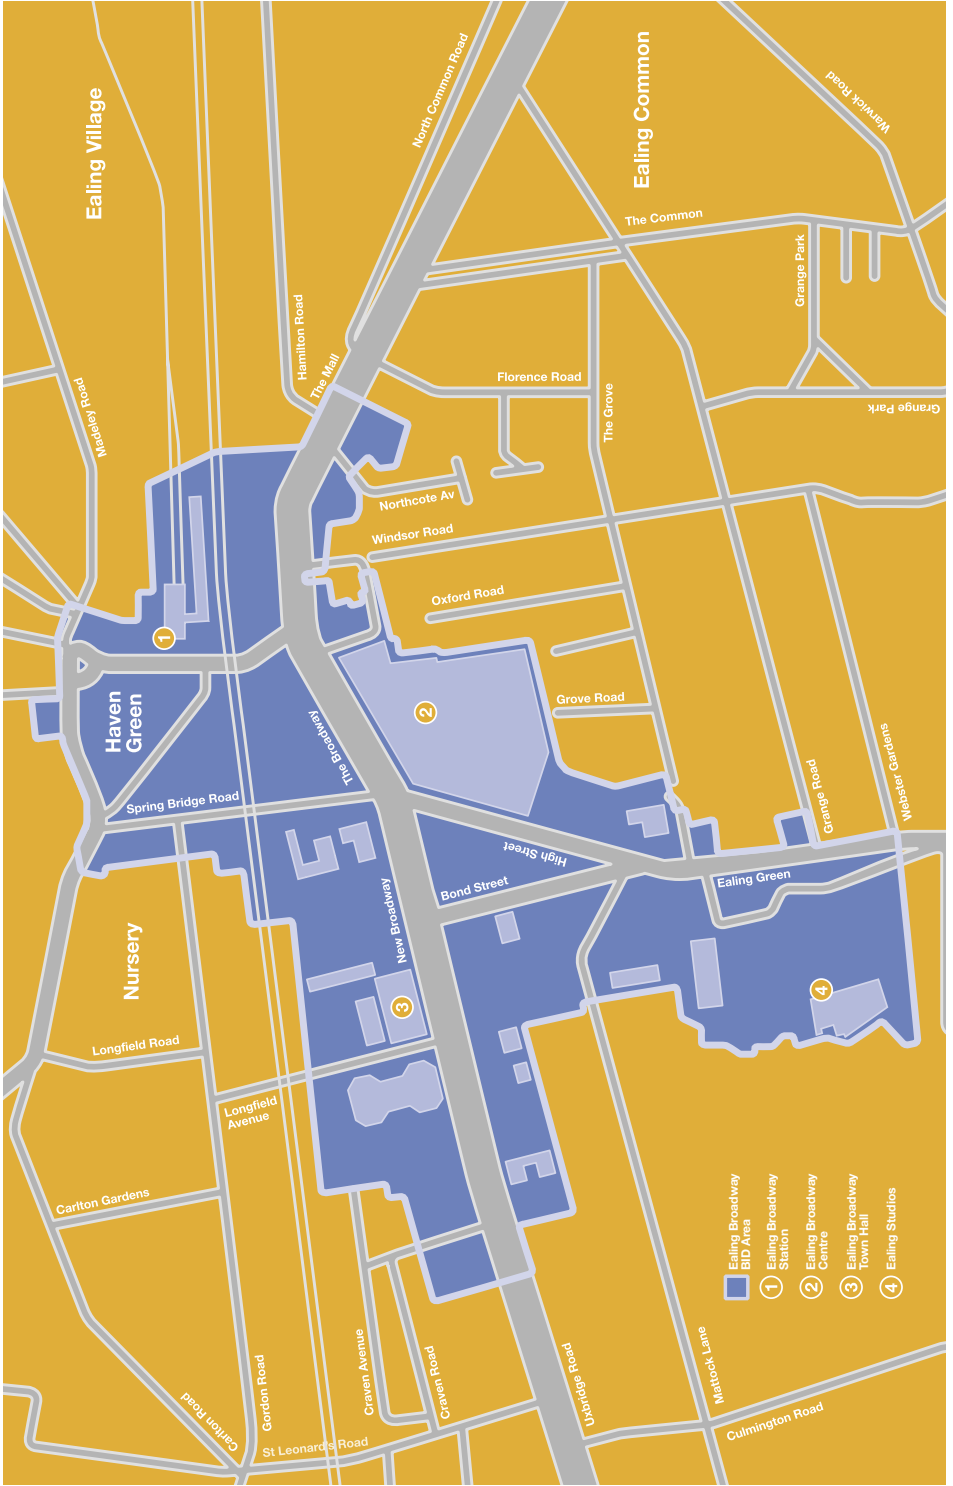 Ealing Village
North Common Road
Ealing Common
Warwick Road
The Common
Grange Park
Hamilton Road
The Mall
Madeley Road
Florence Road
The Grove
Grange Park
Northcote Av
Windsor Road
Oxford Road
1
Haven
Green
2
Grove Road
The Broadway
Spring Bridge Road
Grange Road
Webster Gardens
High Street
Bond Street
Ealing Green
New Broadway
Nursery
3
4
Longfield Road
Longfield
Avenue
Carlton Gardens
Ealing Broadway
BID Area
1
Ealing Broadway
Station
2
Ealing Broadway
Centre
3
Ealing Broadway
Town Hall
4
Ealing Studios
Carlton Road
Gordon Road
St Leonard's Road
Craven Avenue
Craven Road
Uxbridge Road
Mattock Lane
Culmington Road